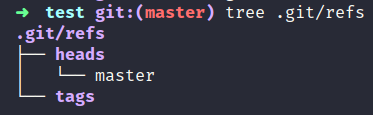 ➜ test git:(master) tree .git/refs
.git/refs
├── heads
│   └── master
└── tags